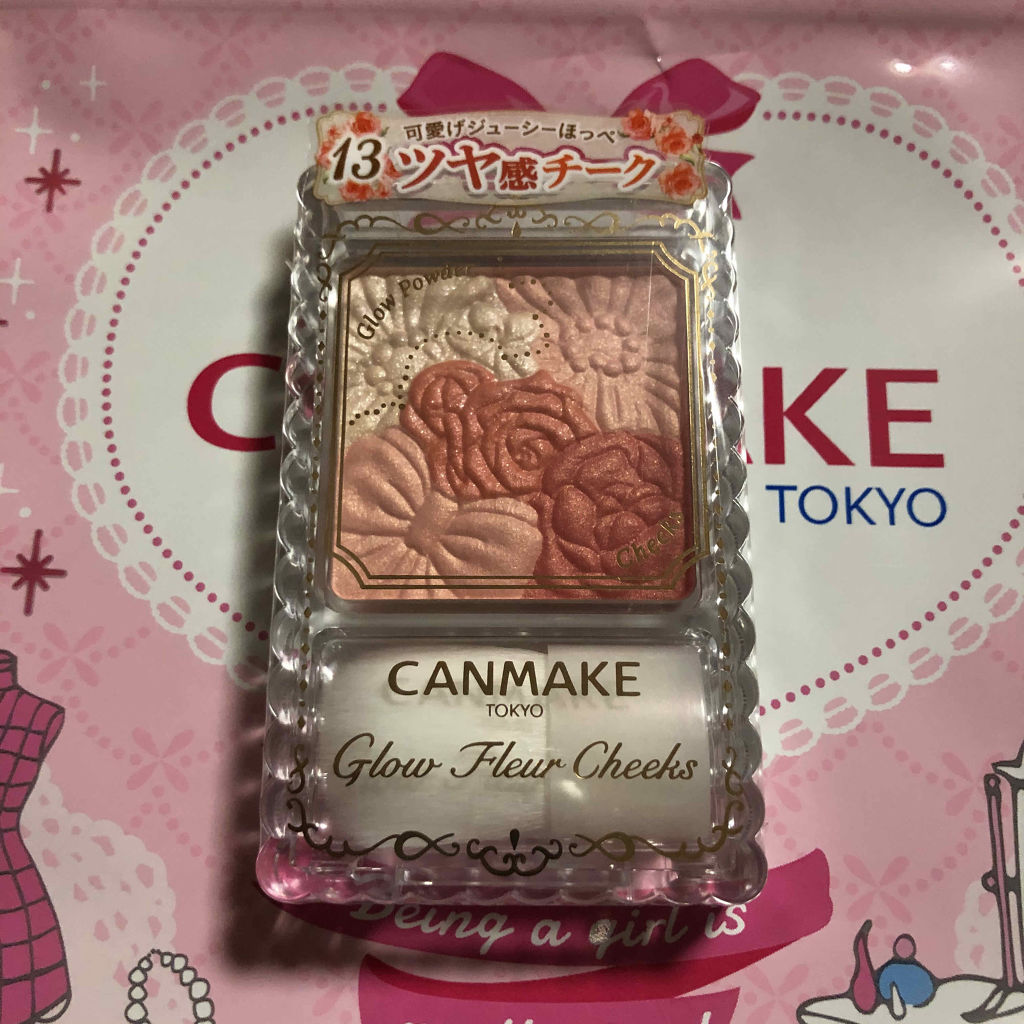 可愛げジューシーほっぺ
13 ツヤ感チーク
Glow Powder
Cheeks
C AKE
TOKYO
CANMAKE
TOKYO
Glow Fleur Cheeks
Being a girl is